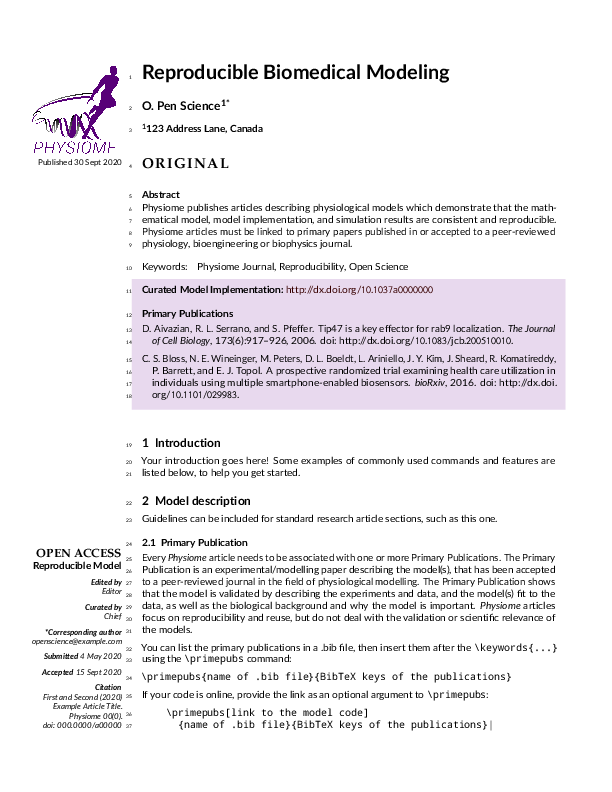 PHYSIOME
Published 30 Sept 2020
1 Reproducible Biomedical Modeling
2 O. Pen Science1*
3 1123 Address Lane, Canada
4 ORIGINAL
5 Abstract
6 Physiome publishes articles describing physiological models which demonstrate that the math-
7 ematical model, model implementation, and simulation results are consistent and reproducible.
8 Physiome articles must be linked to primary papers published in or accepted to a peer-reviewed
9 physiology, bioengineering or biophysics journal.
10 Keywords: Physiome Journal, Reproducibility, Open Science
11 Curated Model Implementation: http://dx.doi.org/10.1037a0000000
12 Primary Publications
13 D. Aivazian, R. L. Serrano, and S. Pfeffer. Tip47 is a key effector for rab9 localization. The Journal
14 of Cell Biology, 173(6):917–926, 2006. doi: http://dx.doi.org/10.1083/jcb.200510010.
15 C. S. Bloss, N. E. Wineinger, M. Peters, D. L. Boeldt, L. Ariniello, J. Y. Kim, J. Sheard, R. Komatireddy,
16 P. Barrett, and E. J. Topol. A prospective randomized trial examining health care utilization in
17 individuals using multiple smartphone-enabled biosensors. bioRxiv, 2016. doi: http://dx.doi.
18 org/10.1101/029983.
19 1 Introduction
20 Your introduction goes here! Some examples of commonly used commands and features are
21 listed below, to help you get started.
22 2 Model description
23 Guidelines can be included for standard research article sections, such as this one.
24 2.1 Primary Publication
25 Every Physiome article needs to be associated with one or more Primary Publications. The Primary
26 Publication is an experimental/modelling paper describing the model(s), that has been accepted
27 to a peer-reviewed journal in the field of physiological modelling. The Primary Publication shows
28 that the model is validated by describing the experiments and data, and the model(s) fit to the
29 data, as well as the biological background and why the model is important. Physiome articles
30 focus on reproducibility and reuse, but do not deal with the validation or scientific relevance of
31 the models.
32 You can list the primary publications in a .bib file, then insert them after the \keywords{...}
33 using the \primepubs command:
34 \primepubs{name of .bib file}{BibTeX keys of the publications}
35 If your code is online, provide the link as an optional argument to \primepubs:
36 \primepubs[link to the model code]
37 {name of .bib file}{BibTeX keys of the publications}|
OPEN ACCESS
Reproducible Model
Edited by
Editor
Curated by
Chief
*Corresponding author
openscience@example.com
Submitted 4 May 2020
Accepted 15 Sept 2020
Citation
First and Second (2020)
Example Article Title.
Physiome 00(0).
doi: 000.0000/a00000